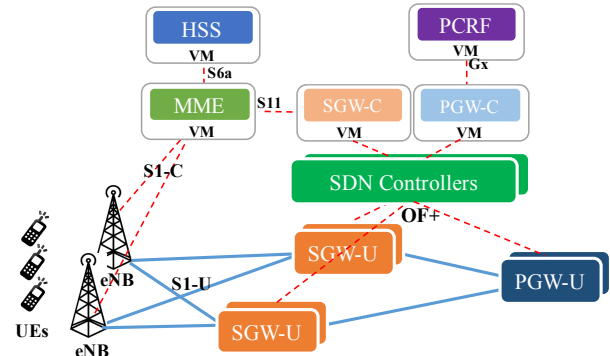 HSS
VM
S6a
PCRF
VM
Gx
MME
VM
S11
SGW-C
VM
PGW-C
VM
S1-C
SDN Controllers
OF+
SGW-U
eNB
S1-U
PGW-U
SGW-U
UEs
eNB